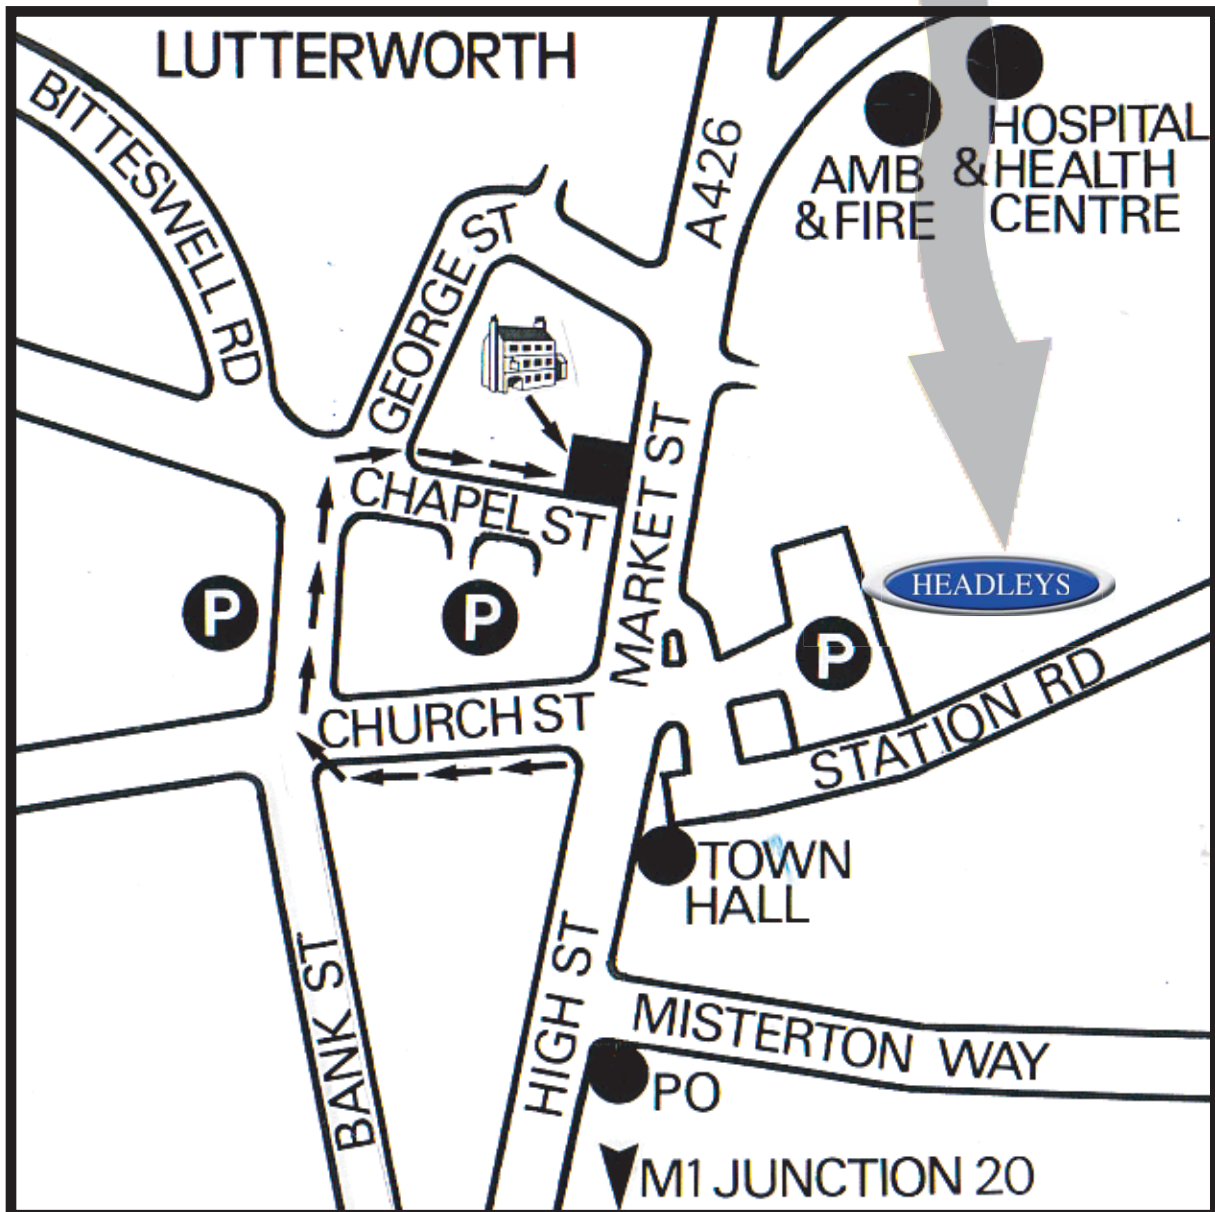 LUTTERWORTH
BITTESWELL RD
A426
HOSPITAL
& HEALTH
CENTRE
AMB
& FIRE
GEORGE ST
CHAPEL ST
MARKET ST
HEADLEYS
P
P
P
CHURCH ST
STATION RD
TOWN
HALL
BANK ST
HIGH ST
MISTERTON WAY
PO
M1 JUNCTION 20